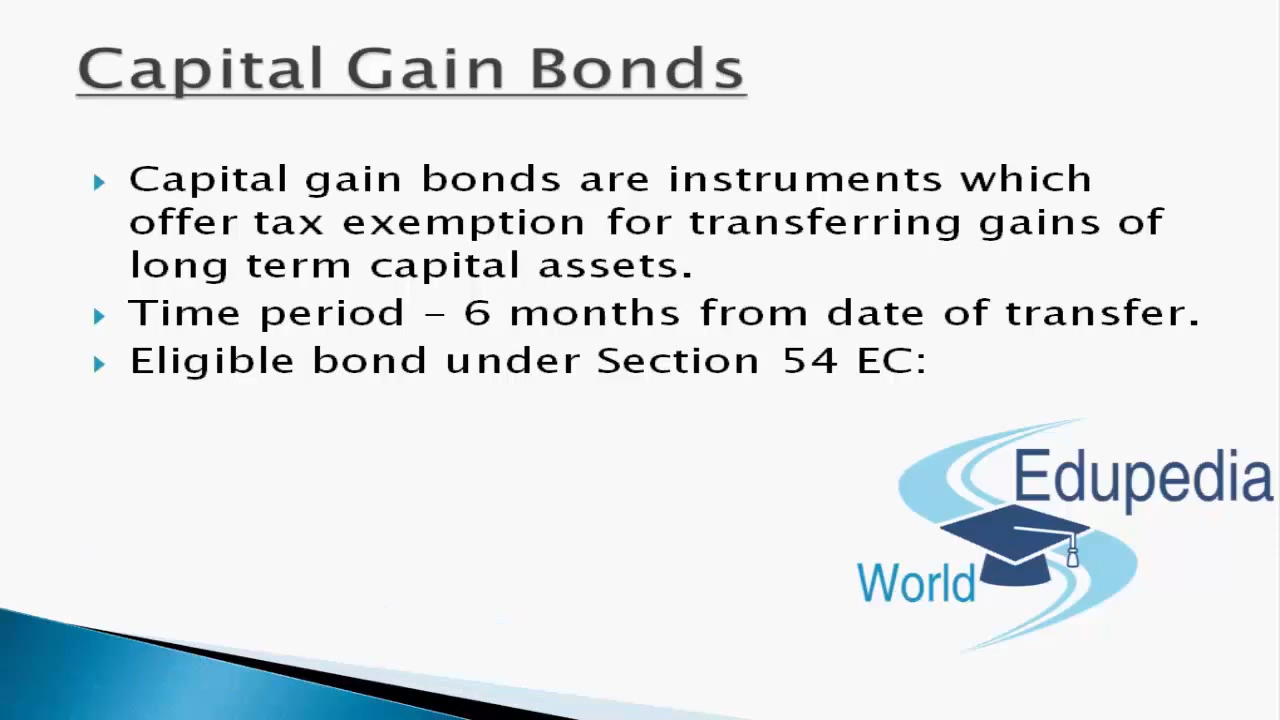 Capital Gain Bonds
Capital gain bonds are instruments which
offer tax exemption for transferring gains of
long term capital assets.
Time period – 6 months from date of transfer.
Eligible bond under Section 54 EC:
Edupedia
World